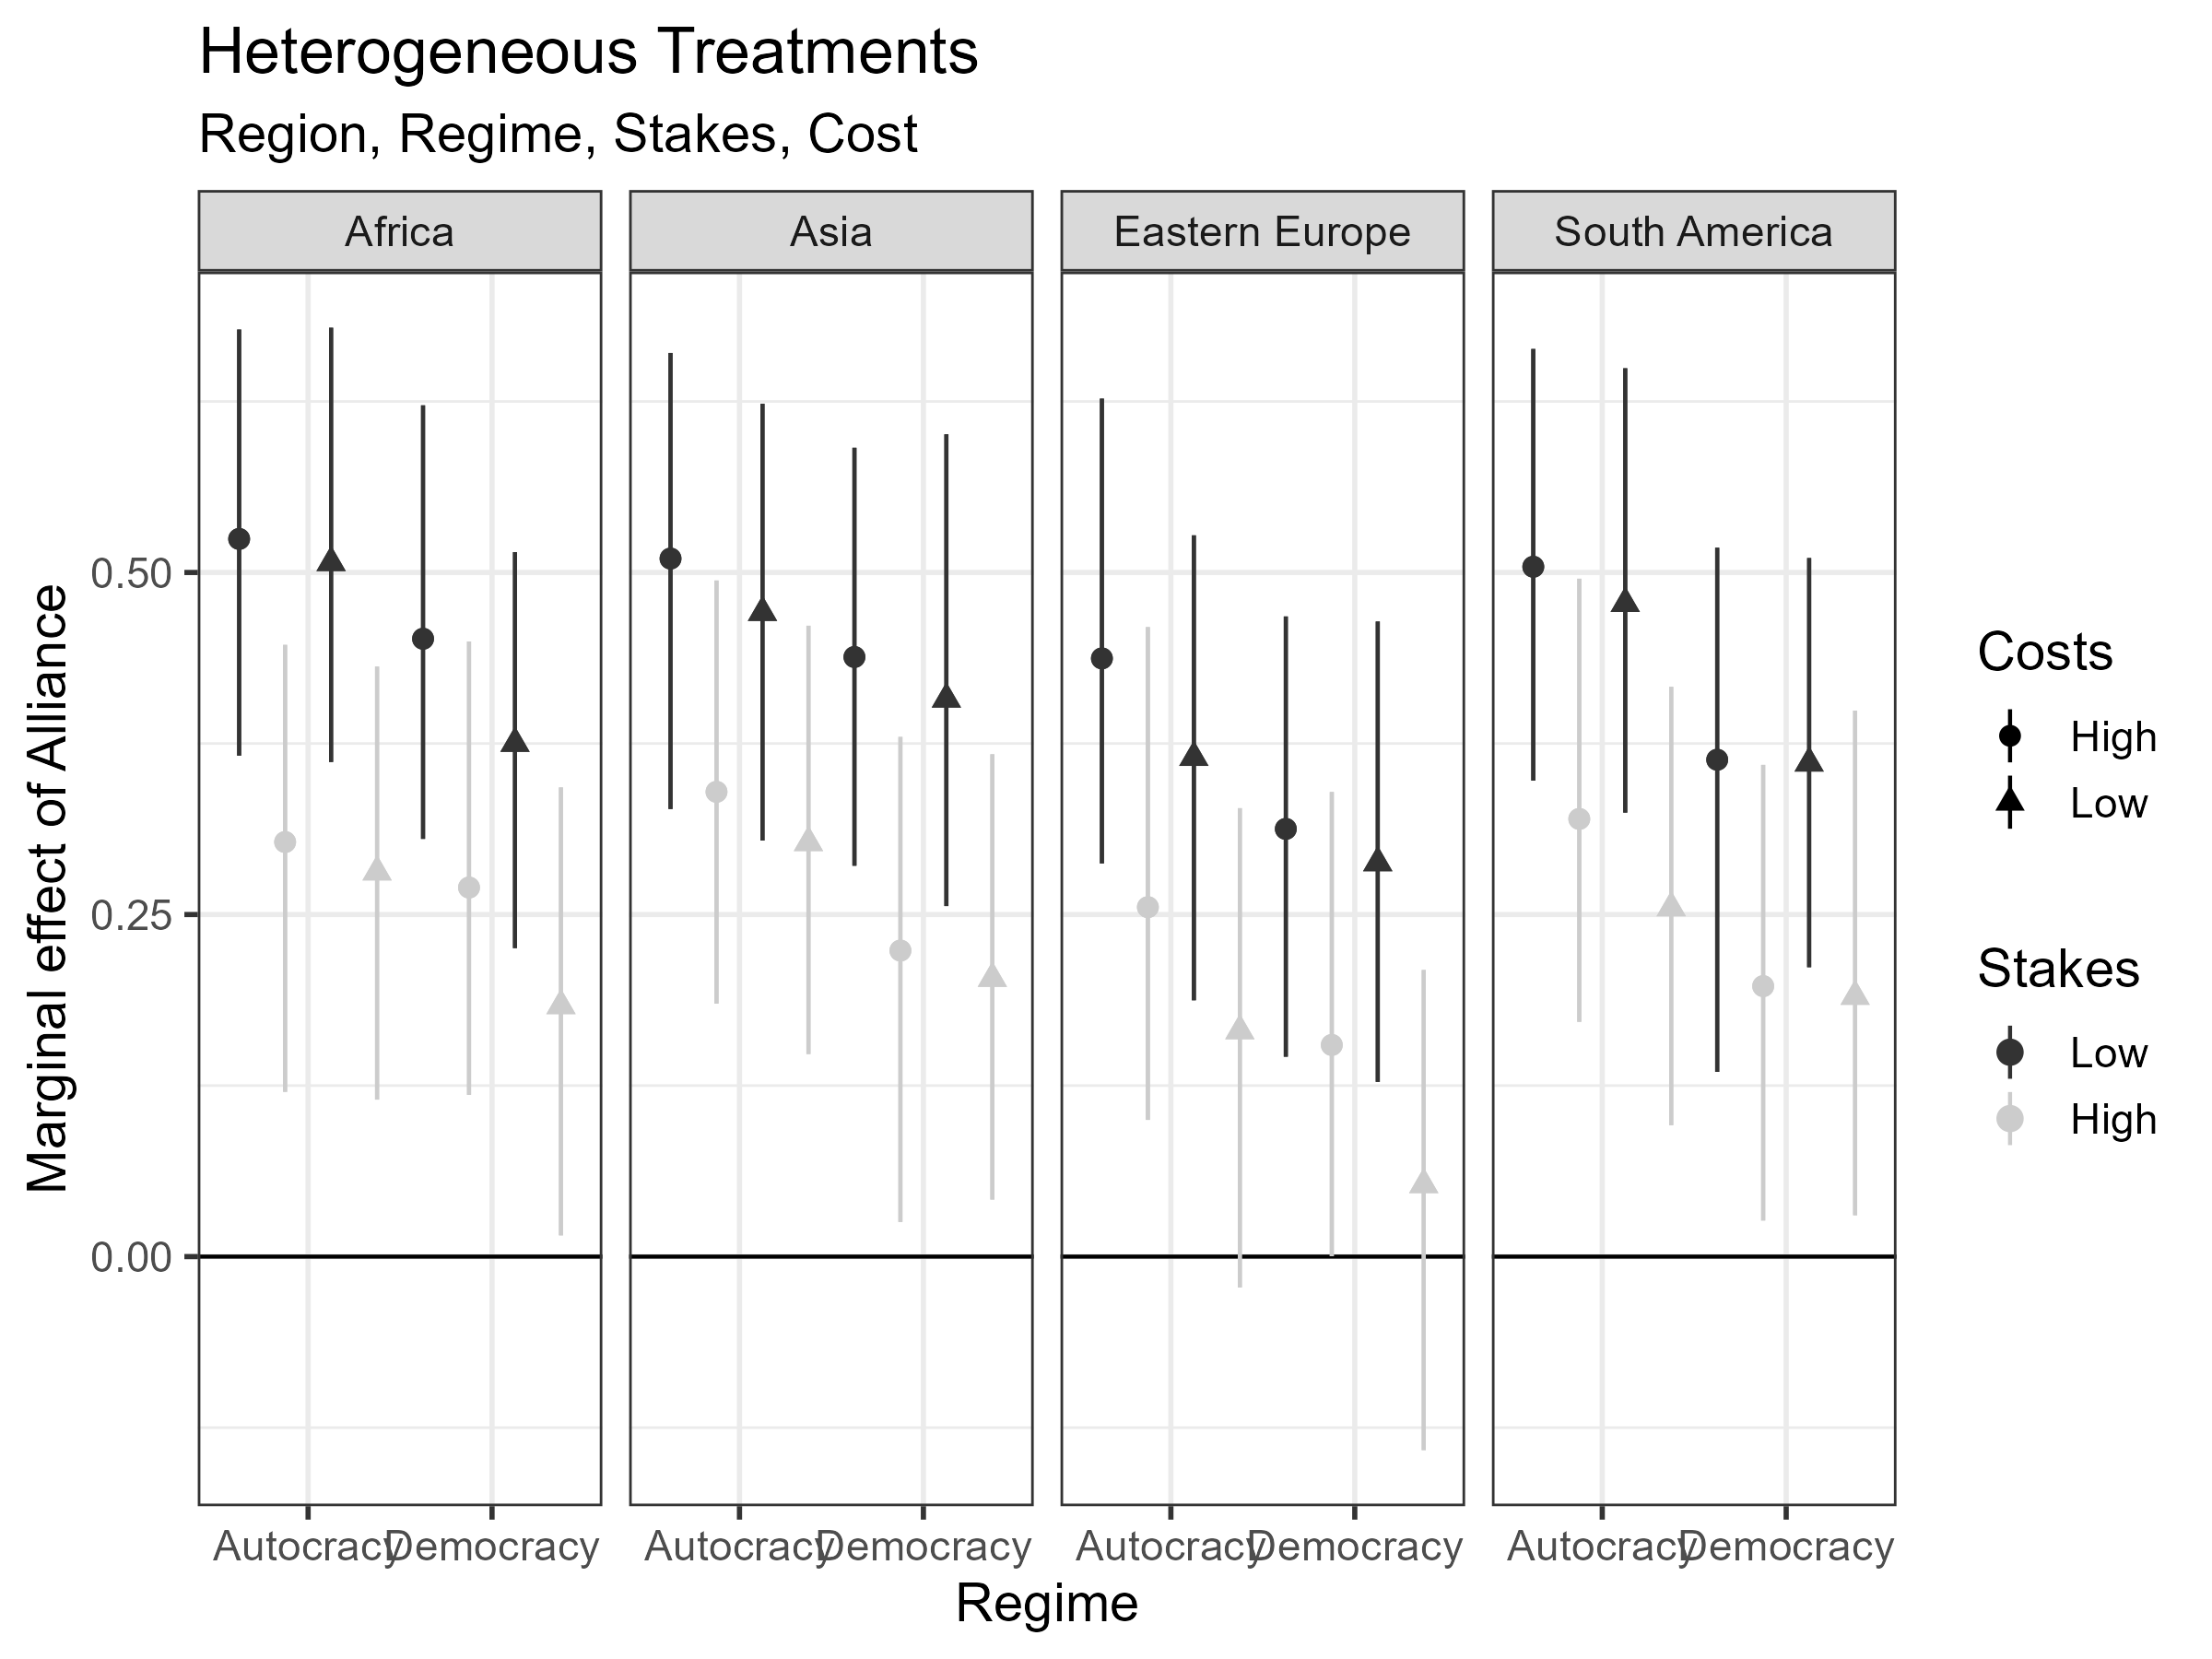 Heterogeneous Treatments
Region, Regime, Stakes, Cost
Africa Asia Eastern Europe South America
Marginal effect of Alliance
0.50
0.25
0.00
Autocracy Democracy Autocracy Democracy Autocracy Democracy Autocracy Democracy
Regime
Costs
High
Low
Stakes
Low
High